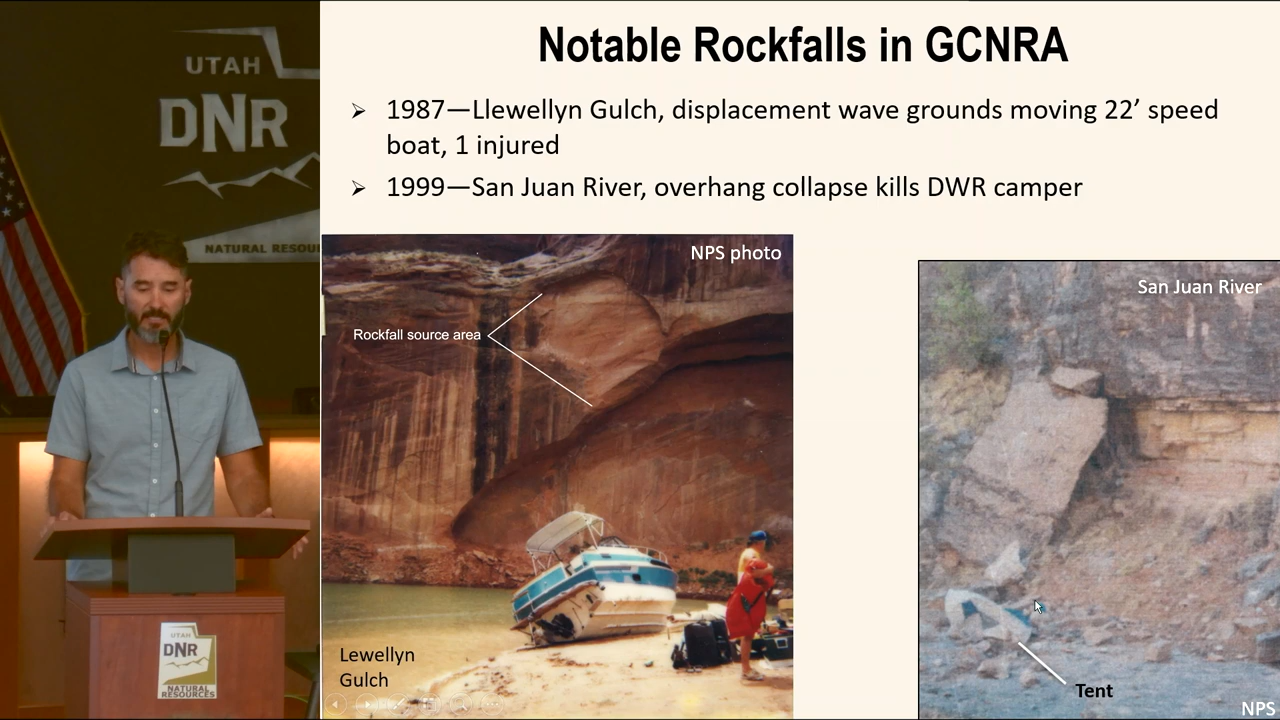 UTAH
DNR
NATURAL RESOU
UTAH
DNR
NATURAL
RESOURCES
Notable Rockfalls in GCNRA
1987—Llewellyn Gulch, displacement wave grounds moving 22’ speed
boat, 1 injured
1999—San Juan River, overhang collapse kills DWR camper
NPS photo
Rockfall source area
Lewellyn
Gulch
San Juan River
Tent
NPS